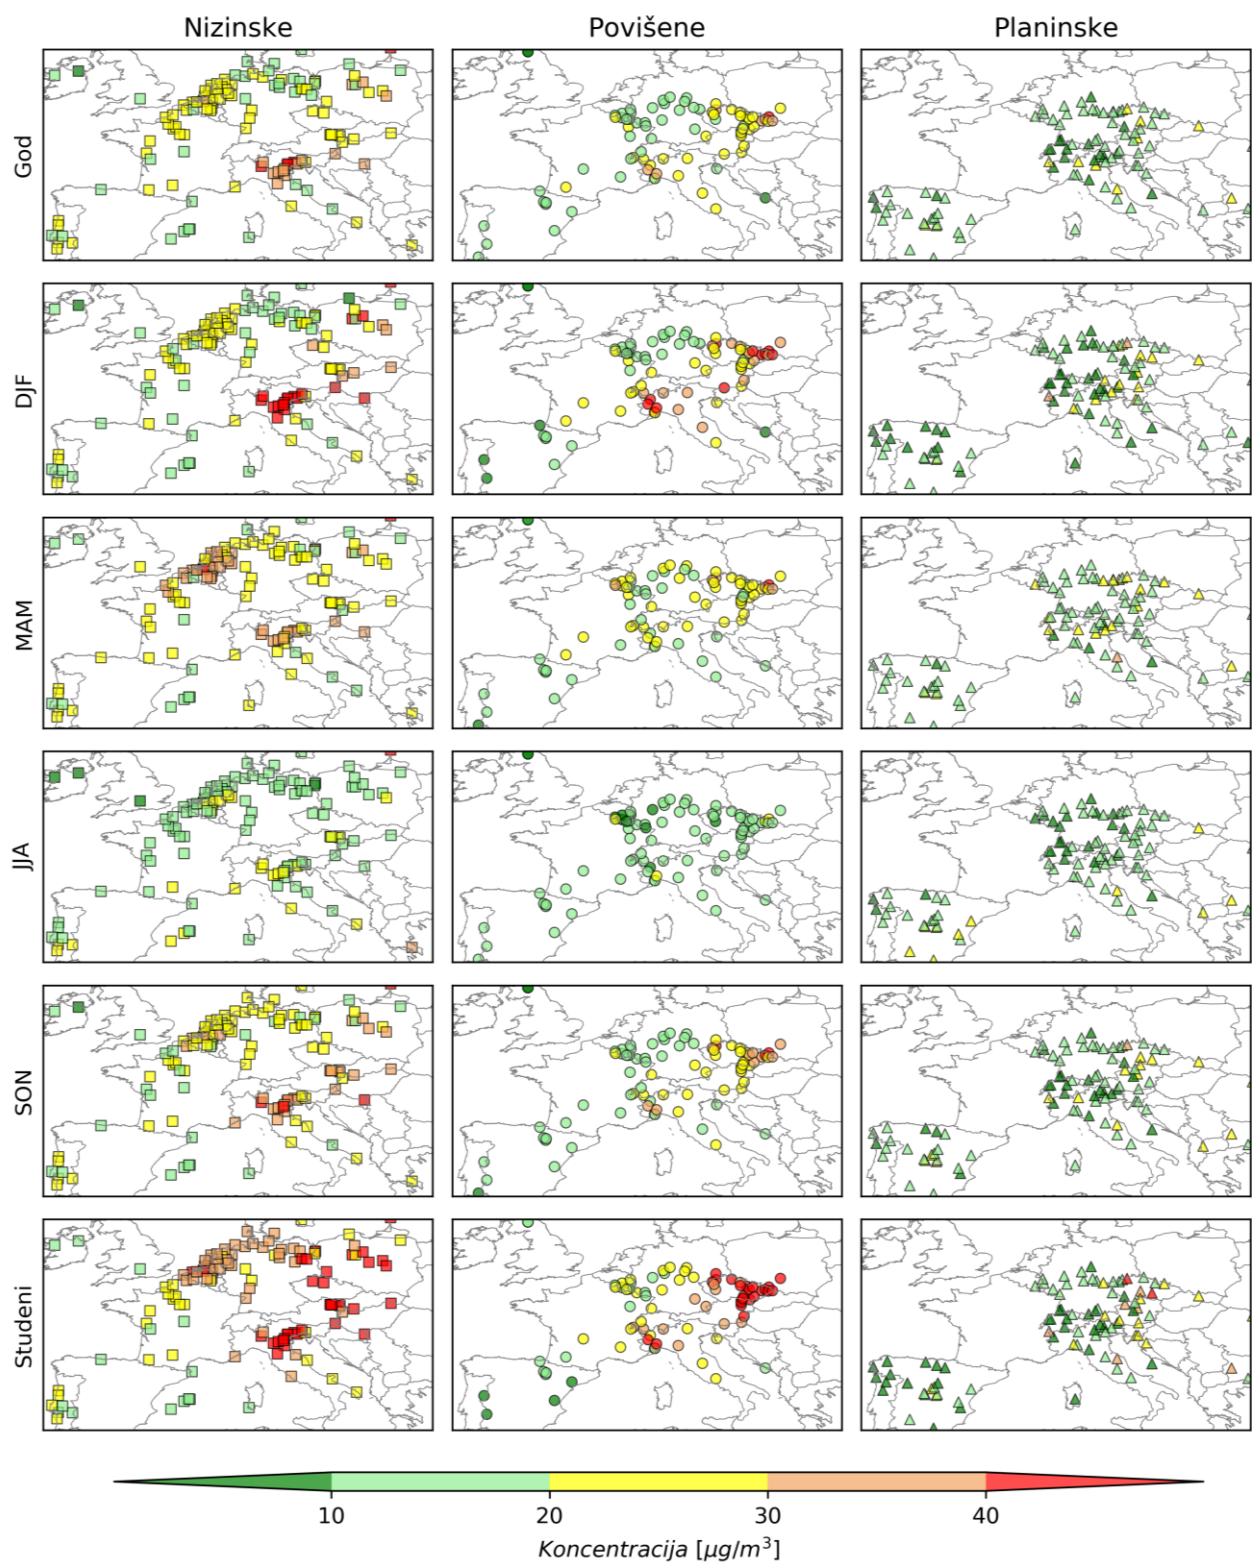 Nizinske Povišene Planinske
God
DJF
MAM
JJA
SON
Studeni
10 20 30 40
Koncentracija [μg/m³]